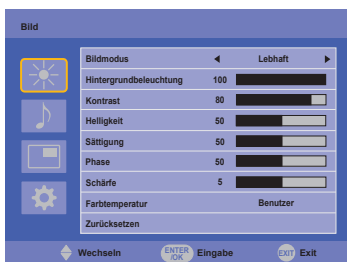 Bild
Bildmodus Lebhaft
Hintergrundbeleuchtung 100
Kontrast 80
Helligkeit 50
Sättigung 50
Phase 50
Schärfe 5
Farbtemperatur Benutzer
Zurücksetzen
Wechseln ENTER /OK Eingabe EXIT Exit